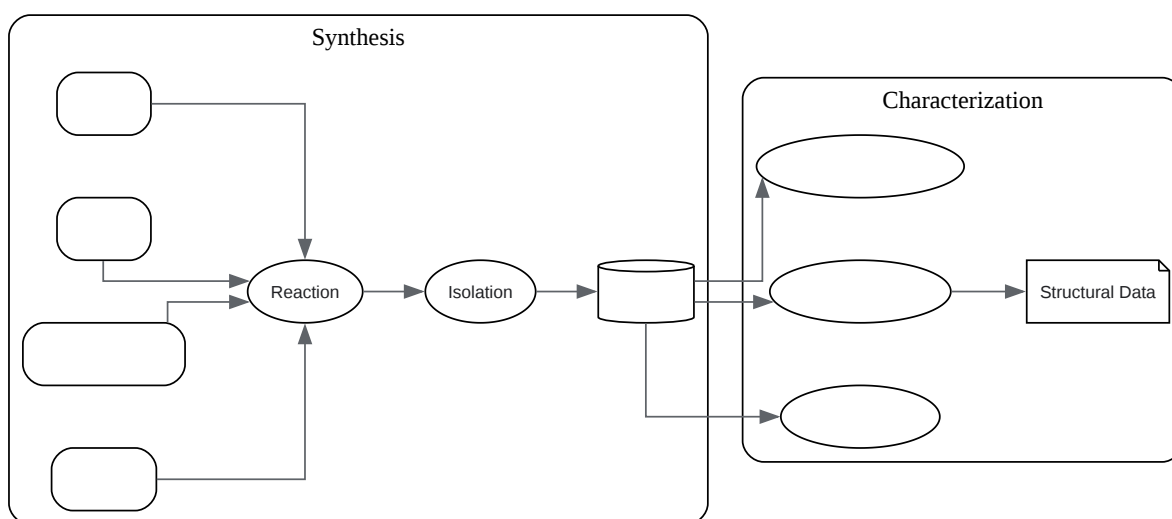 Synthesis
Characterization
Reaction
Isolation
Structural Data